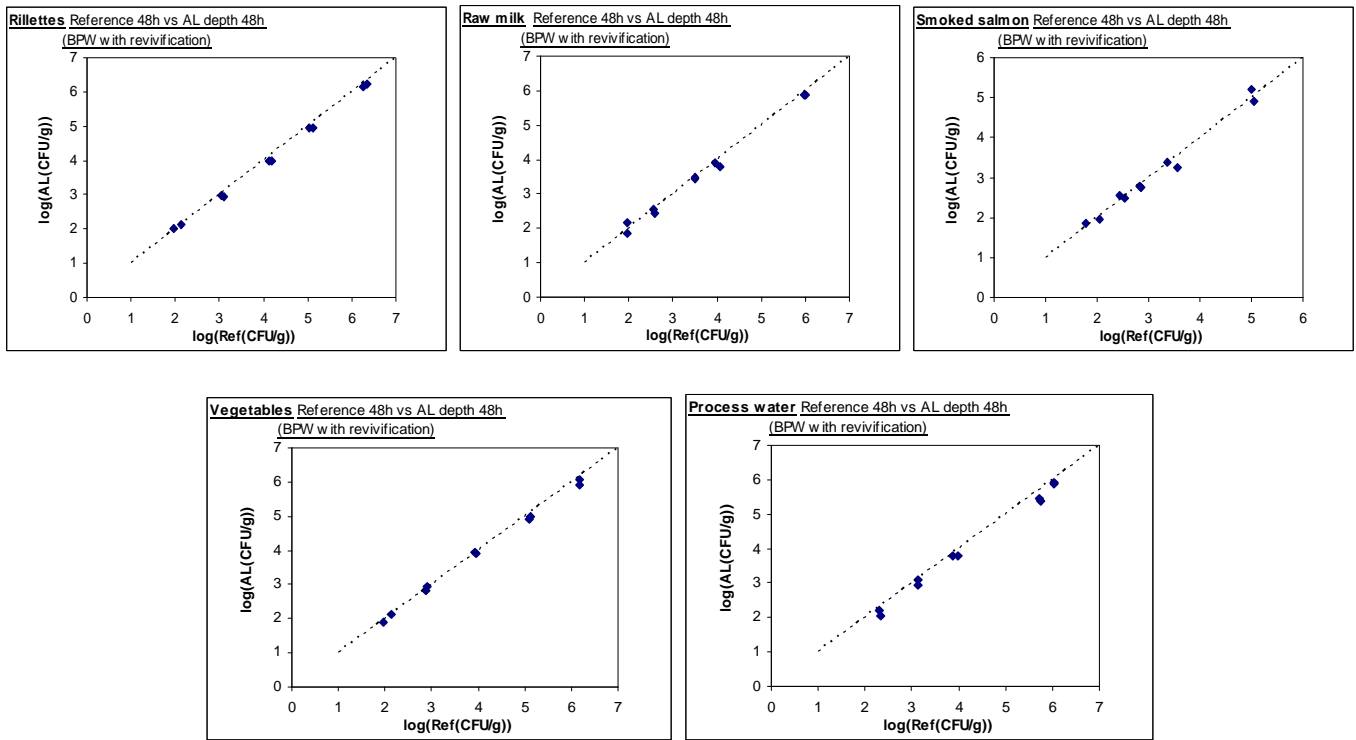 Rillettes Reference 48h vs AL depth 48h
(BPW with revivification)
log(AL(CFU/g))
7
6
5
4
3
2
1
0
0 1 2 3 4 5 6 7
log(Ref(CFU/g))
Raw milk Reference 48h vs AL depth 48h
(BPW with revivification)
log(AL(CFU/g))
7
6
5
4
3
2
1
0
0 1 2 3 4 5 6 7
log(Ref(CFU/g))
Smoked salmon Reference 48h vs AL depth 48h
(BPW with revivification)
log(AL(CFU/g))
6
5
4
3
2
1
0
0 1 2 3 4 5 6
log(Ref(CFU/g))
Vegetables Reference 48h vs AL depth 48h
(BPW with revivification)
log(AL(CFU/g))
7
6
5
4
3
2
1
0
0 1 2 3 4 5 6 7
log(Ref(CFU/g))
Process water Reference 48h vs AL depth 48h
(BPW with revivification)
log(AL(CFU/g))
7
6
5
4
3
2
1
0
0 1 2 3 4 5 6 7
log(Ref(CFU/g))